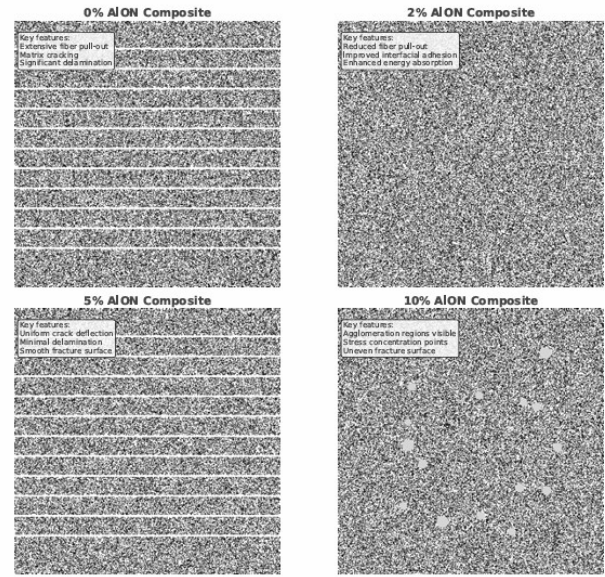 0% AlON Composite
Key features:
Extensive fiber pull-out
Matrix cracking
Significant delamination
2% AlON Composite
Key features:
Reduced fiber pull-out
Improved interfacial adhesion
Enhanced energy absorption
5% AlON Composite
Key features:
Uniform crack deflection
Minimal delamination
Smooth fracture surface
10% AlON Composite
Key features:
Agglomeration regions visible
Stress concentration points
Uneven fracture surface